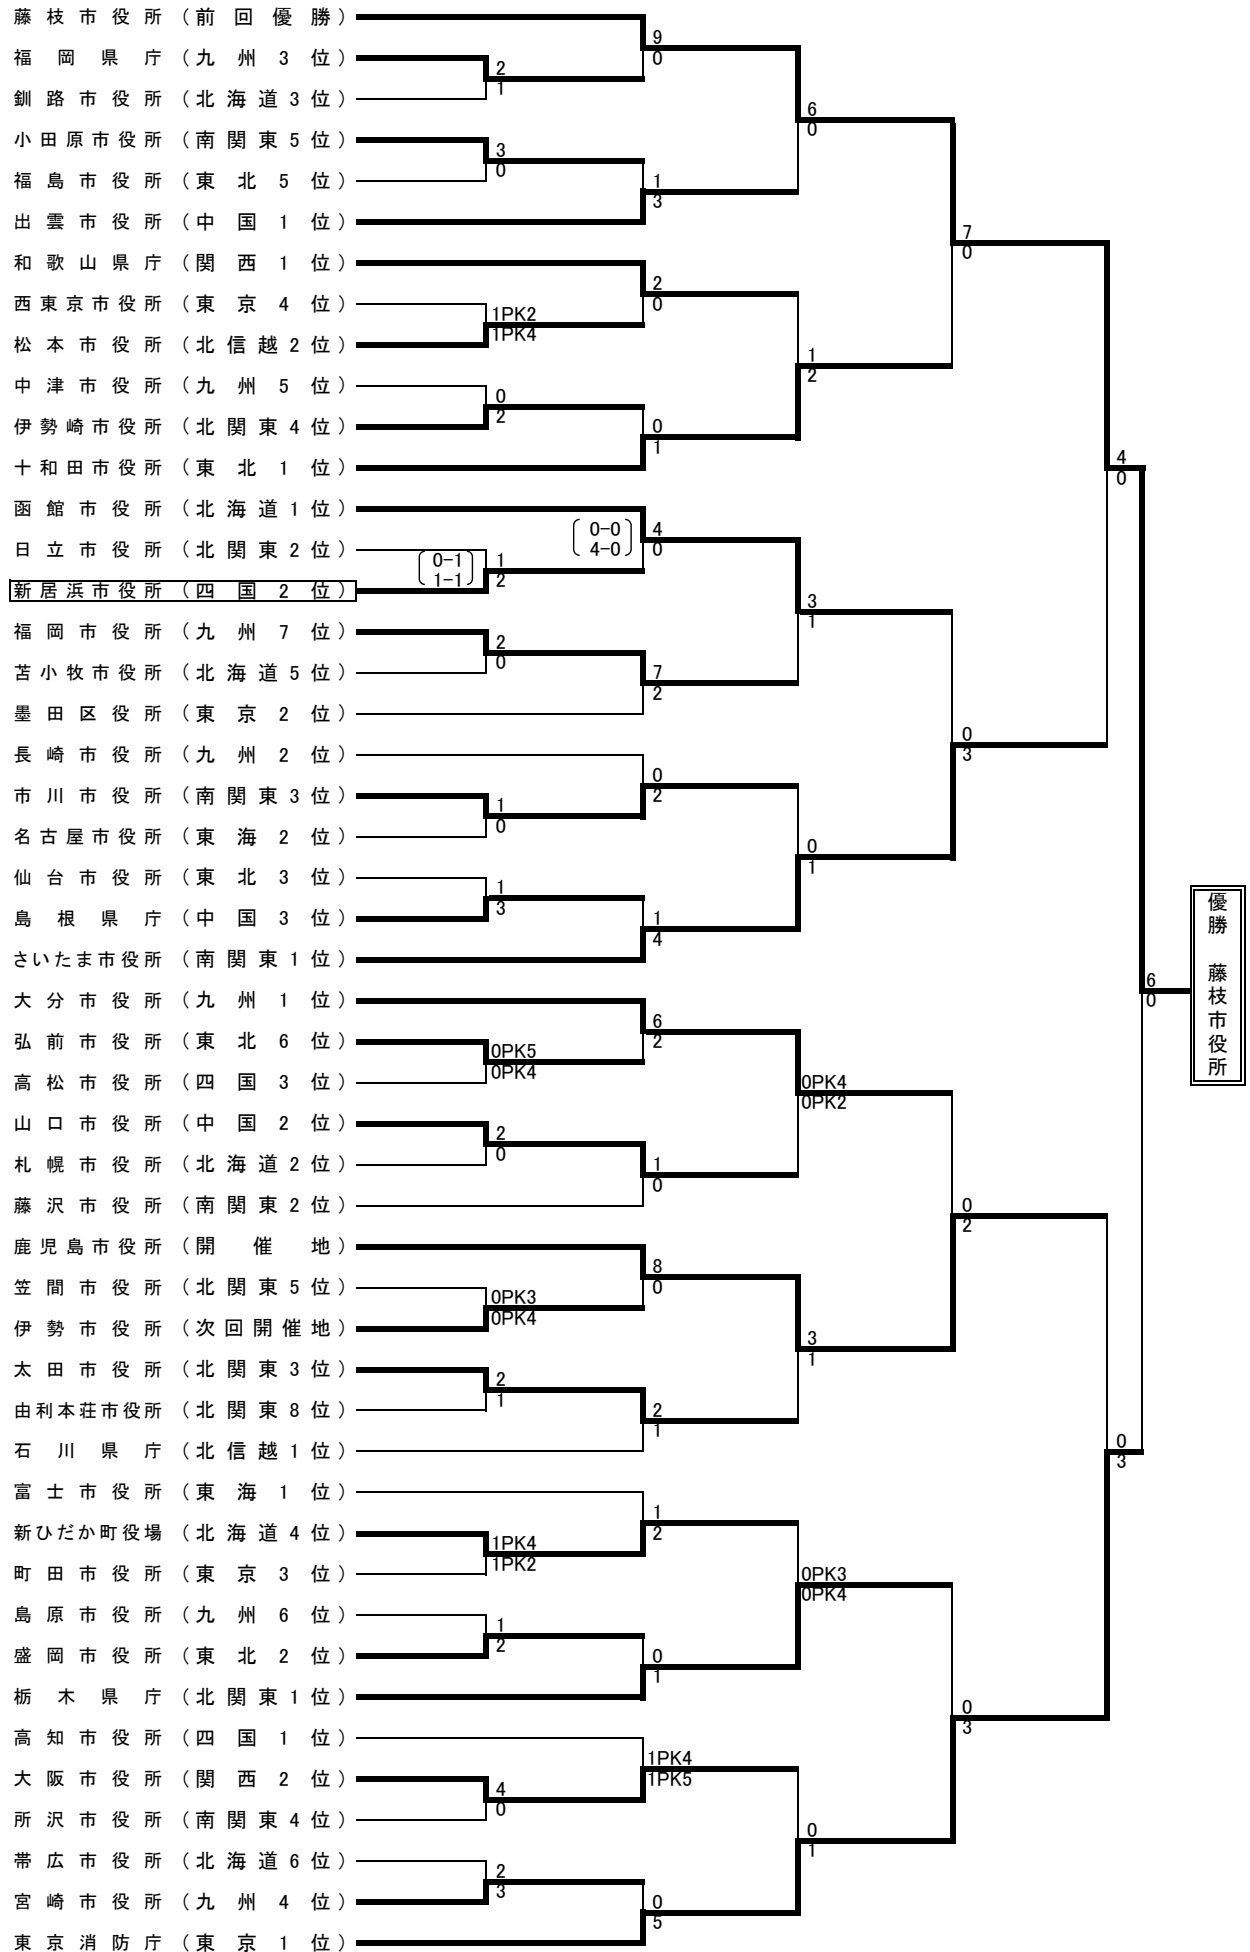 藤枝市役所（前回優勝）
福岡県庁（九州3位）
釧路市役所（北海道3位）
小田原市役所（南関東5位）
福島市役所（東北5位）
出雲市役所（中国1位）
和歌山県庁（関西1位）
西東京市役所（東京4位）
松本市役所（北信越2位）
中津市役所（九州5位）
伊勢崎市役所（北関東4位）
十和田市役所（東北1位）
函館市役所（北海道1位）
日立市役所（北関東2位）
新居浜市役所（四国2位）
福岡市役所（九州7位）
苫小牧市役所（北海道5位）
墨田区役所（東京2位）
長崎市役所（九州2位）
市川市役所（南関東3位）
名古屋市役所（東海2位）
仙台市役所（東北3位）
島根県庁（中国3位）
さいたま市役所（南関東1位）
大分市役所（九州1位）
弘前市役所（東北6位）
高松市役所（四国3位）
山口市役所（中国2位）
札幌市役所（北海道2位）
藤沢市役所（南関東2位）
鹿児島市役所（開催地）
笠間市役所（北関東5位）
伊勢市役所（次回開催地）
太田市役所（北関東3位）
由利本荘市役所（北関東8位）
石川県庁（北信越1位）
富士市役所（東海1位）
新ひだか町役場（北海道4位）
町田市役所（東京3位）
島原市役所（九州6位）
盛岡市役所（東北2位）
栃木県庁（北関東1位）
高知市役所（四国1位）
大阪市役所（関西2位）
所沢市役所（南関東4位）
帯広市役所（北海道6位）
宮崎市役所（九州4位）
東京消防庁（東京1位）
2
1
3
0
1PK2
1PK4
0
2
0-1
1-1
1
2
2
0
1
0
1
3
0PK5
0PK4
2
0
0PK3
0PK4
2
1
1PK4
1PK2
1
2
4
0
2
3
9
0
1
3
2
0
0
1
0-0
4-0
4
0
7
2
0
2
1
4
6
2
1
0
8
0
2
1
1
2
0
1
1PK4
1PK5
0
5
6
0
1
2
3
1
0
1
0PK4
0PK2
3
1
0PK3
0PK4
0
1
7
0
0
3
0
2
0
3
4
0
0
3
6
0
優勝 藤枝市役所